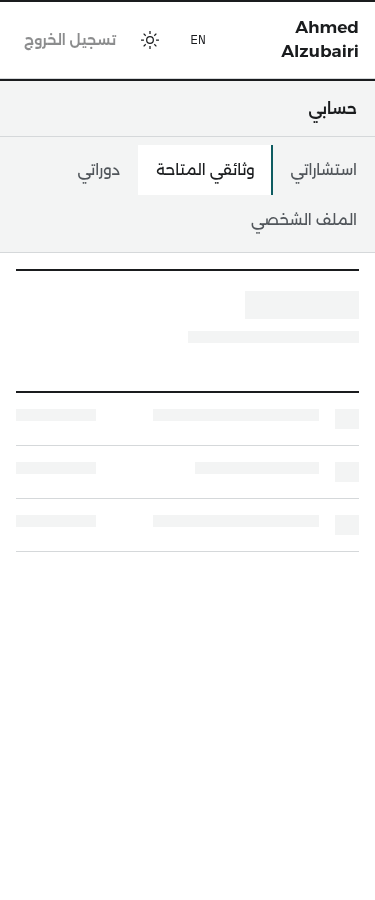 Ahmed
Alzubairi
EN
تسجيل الخروج
حسابي
استشاراتي
وثائقي المتاحة
دوراتي
الملف الشخصي